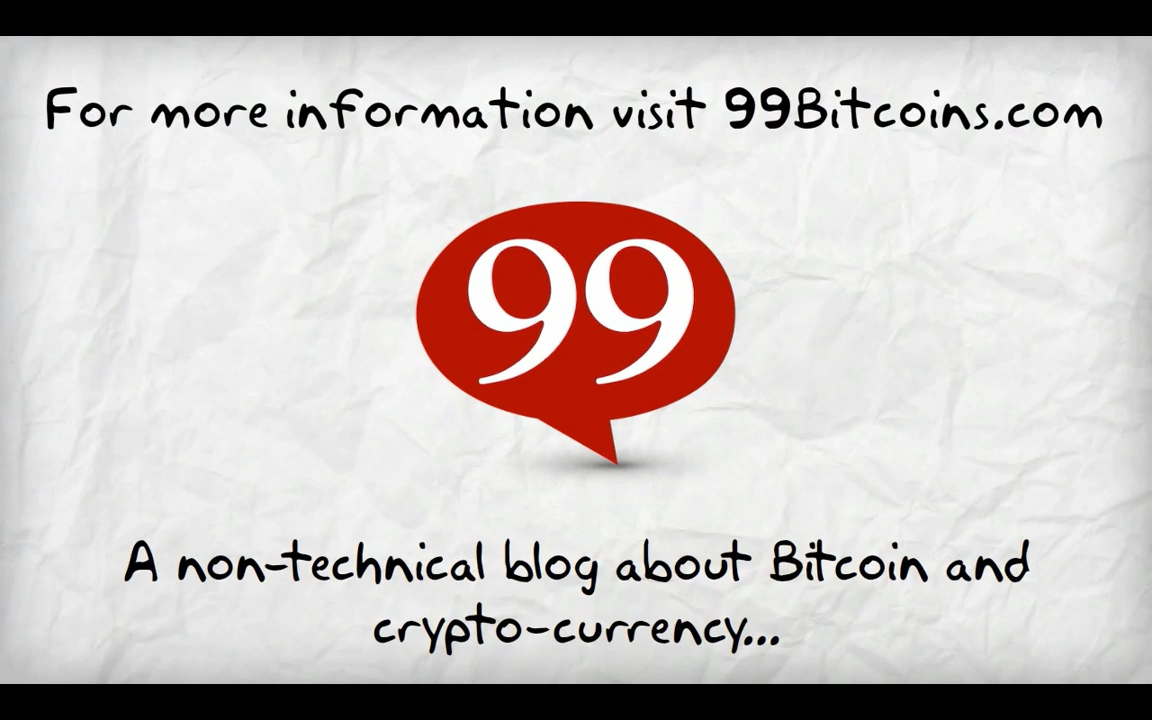 For more information visit 99Bitcoins.com
99
A non-technical blog about Bitcoin and
crypto-currency...